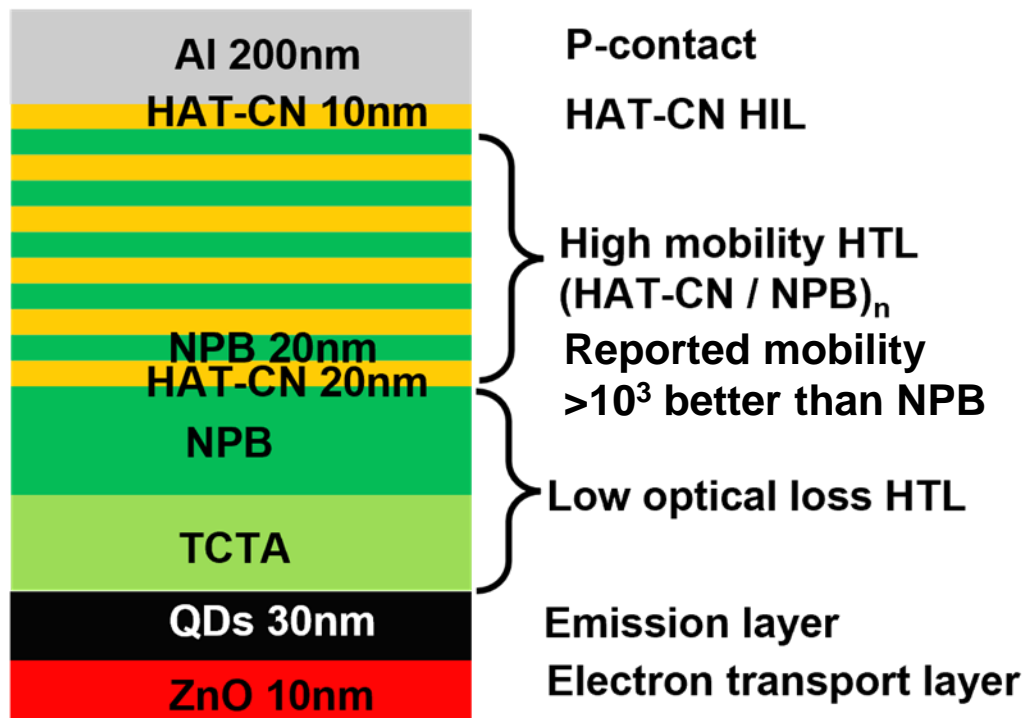 Al 200nm
P-contact
HAT-CN 10nm
HAT-CN HIL
High mobility HTL
(HAT-CN / NPB)n
Reported mobility
>10³ better than NPB
NPB 20nm
HAT-CN 20nm
NPB
Low optical loss HTL
TCTA
QDs 30nm
Emission layer
ZnO 10nm
Electron transport layer